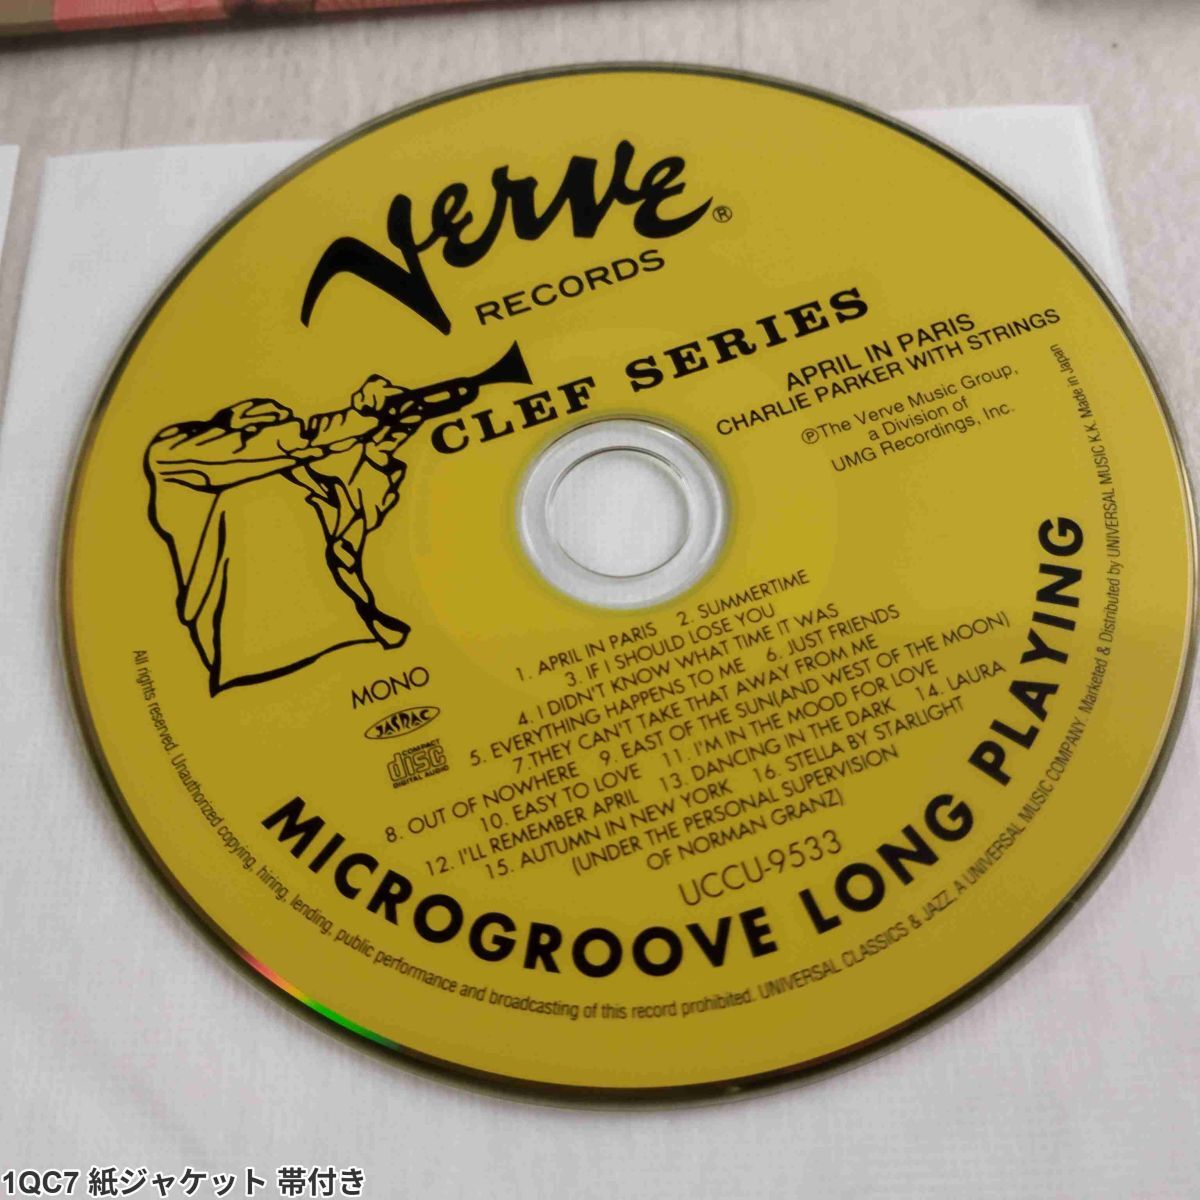 Verve®
RECORDS
CLEF SERIES
APRIL IN PARIS
CHARLIE PARKER WITH STRINGS
℗The Verve Music Group,
a Division of
UMG Recordings, Inc.
MONO
JASRAC
COMPACT
disc
DIGITAL AUDIO
1. APRIL IN PARIS 2. SUMMERTIME
3. IF I SHOULD LOSE YOU
4. I DIDN'T KNOW WHAT TIME IT WAS
5. EVERYTHING HAPPENS TO ME 6. JUST FRIENDS
7.THEY CAN'T TAKE THAT AWAY FROM ME
8. OUT OF NOWHERE 9. EAST OF THE SUN(AND WEST OF THE MOON)
10. EASY TO LOVE 11. I'M IN THE MOOD FOR LOVE
12. I'LL REMEMBER APRIL 13. DANCING IN THE DARK 14. LAURA
15. AUTUMN IN NEW YORK 16. STELLA BY STARLIGHT
(UNDER THE PERSONAL SUPERVISION
OF NORMAN GRANZ)
UCCU-9533
MICROGROOVE LONG PLAYING
All rights reserved. Unauthorized copying, hiring, lending, public performance and broadcasting of this record prohibited. UNIVERSAL CLASSICS & JAZZ. A UNIVERSAL MUSIC COMPANY. Marketed & Distributed by UNIVERSAL MUSIC K.K. Made in Japan
1QC7 紙ジャケット 帯付き